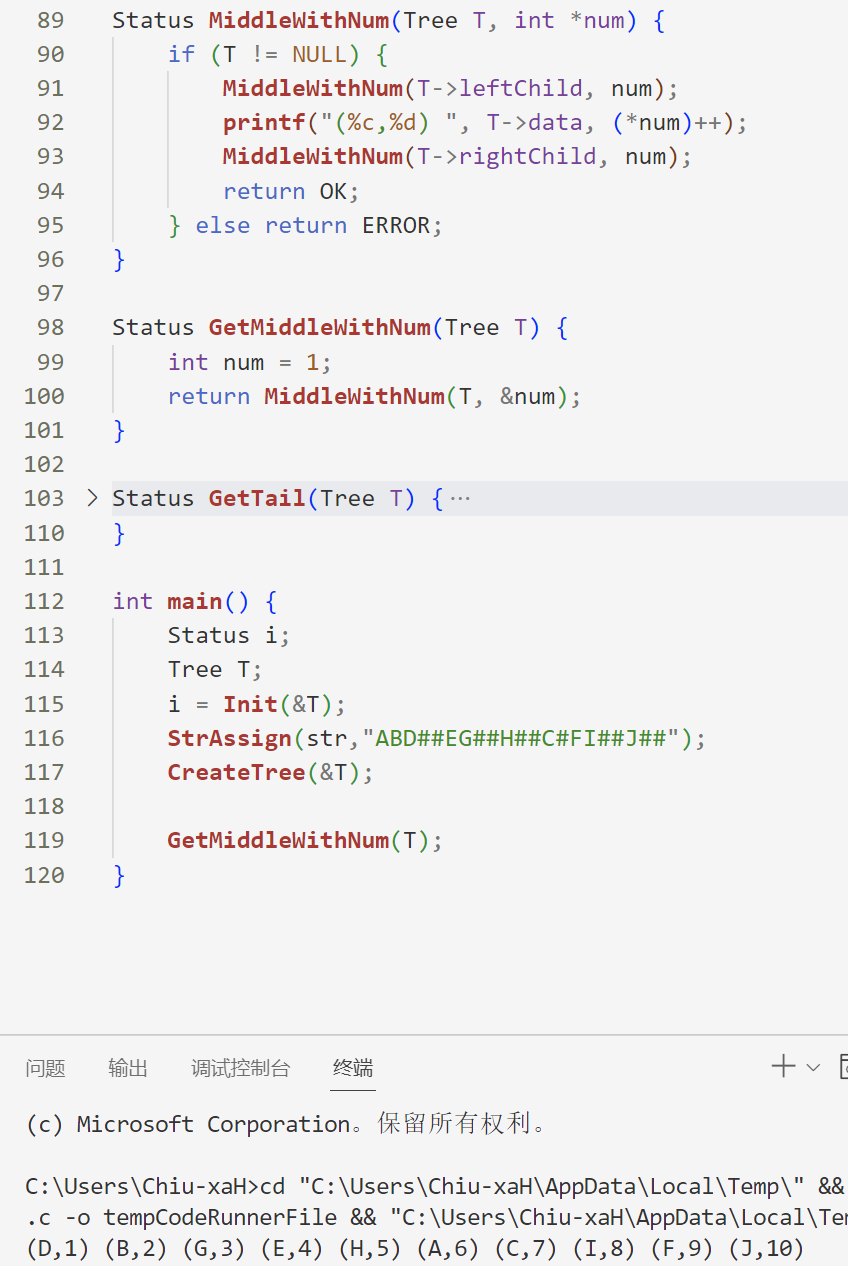 89 Status MiddleWithNum(Tree T, int *num) {
90     if (T != NULL) {
91         MiddleWithNum(T->leftChild, num);
92         printf("(%c,%d) ", T->data, (*num)++);
93         MiddleWithNum(T->rightChild, num);
94         return OK;
95     } else return ERROR;
96 }
97
98 Status GetMiddleWithNum(Tree T) {
99     int num = 1;
100     return MiddleWithNum(T, &num);
101 }
102
103 > Status GetTail(Tree T) { ···
110 }
111
112 int main() {
113     Status i;
114     Tree T;
115     i = Init(&T);
116     StrAssign(str,"ABD##EG##H##C#FI##J##");
117     CreateTree(&T);
118
119     GetMiddleWithNum(T);
120 }
问题 输出 调试控制台 终端
(c) Microsoft Corporation。保留所有权利。
C:\Users\Chiu-xaH>cd "C:\Users\Chiu-xaH\AppData\Local\Temp\" &&
.c -o tempCodeRunnerFile && "C:\Users\Chiu-xaH\AppData\Local\Te
(D,1) (B,2) (G,3) (E,4) (H,5) (A,6) (C,7) (I,8) (F,9) (J,10)